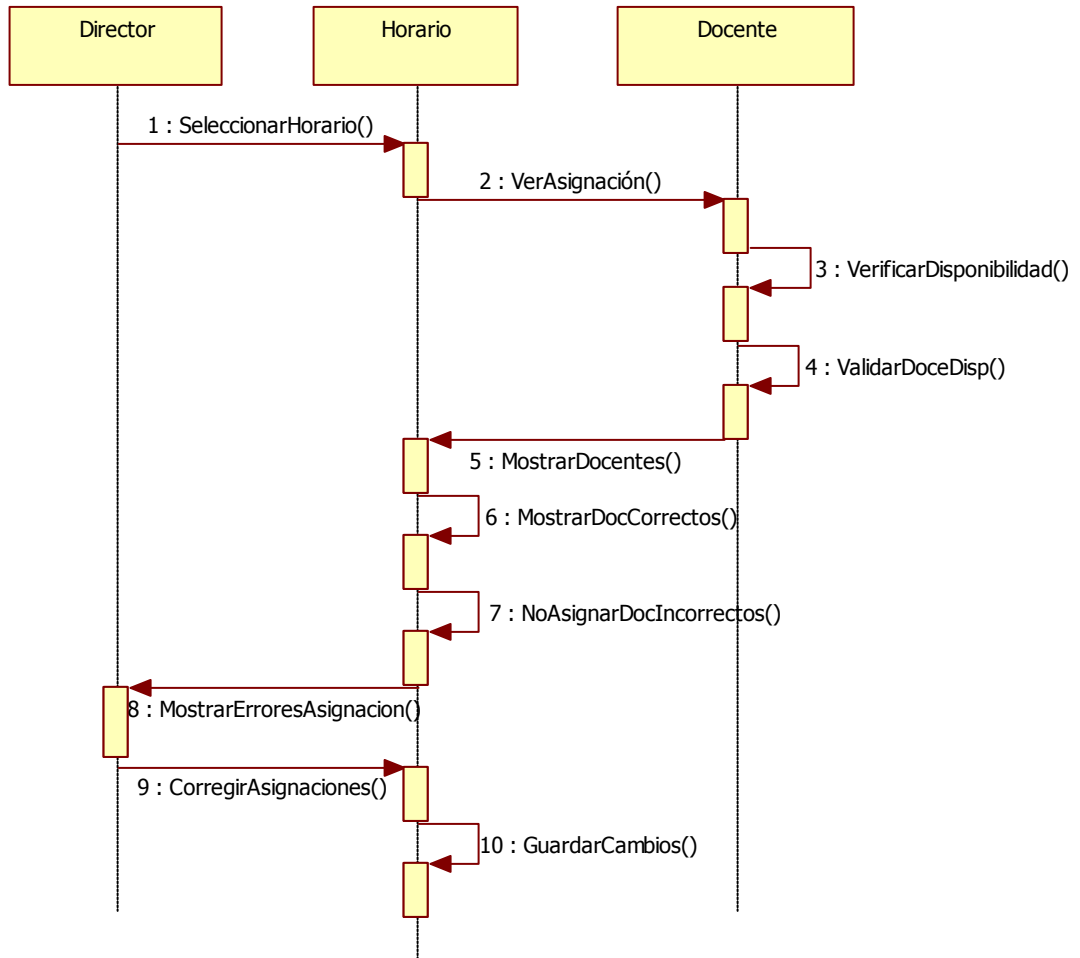 Director
Horario
Docente
1 : SeleccionarHorario()
2 : VerAsignación()
3 : VerificarDisponibilidad()
4 : ValidarDoceDisp()
5 : MostrarDocentes()
6 : MostrarDocCorrectos()
7 : NoAsignarDocIncorrectos()
8 : MostrarErroresAsignacion()
9 : CorregirAsignaciones()
10 : GuardarCambios()